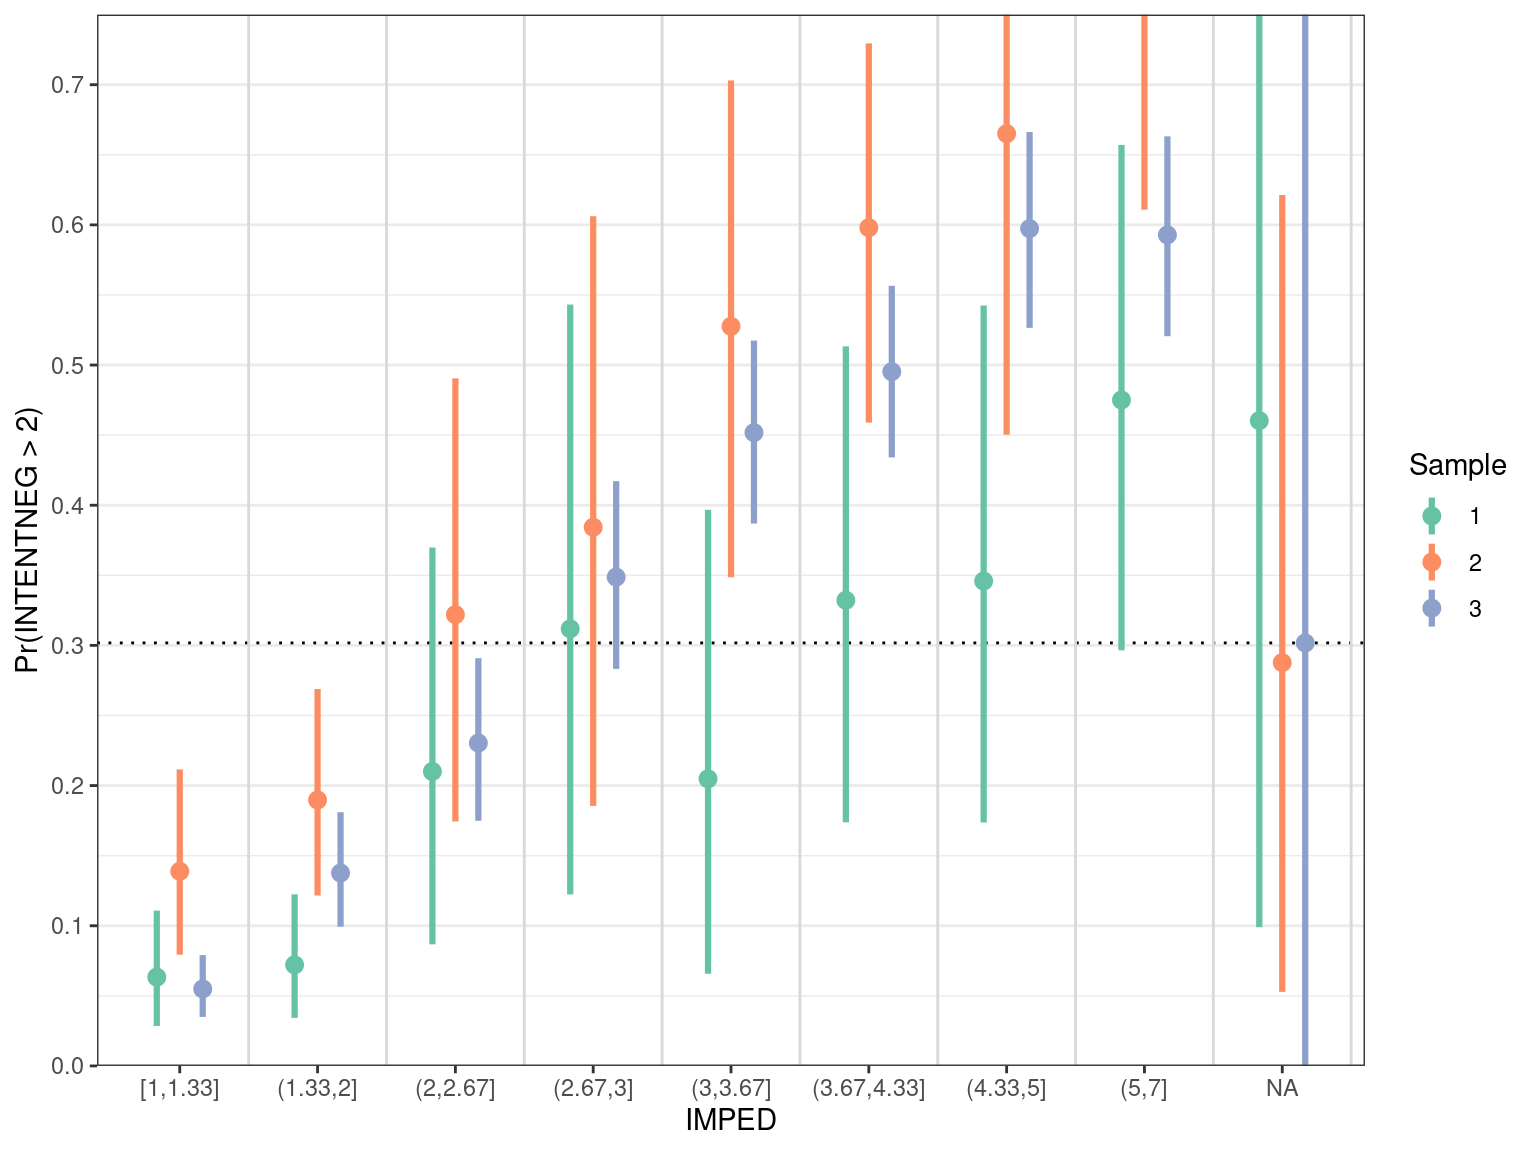 0.7
0.6
0.5
0.4
0.3
0.2
0.1
0.0
Pr(INTENTNEG > 2)
[1,1.33] (1.33,2] (2,2.67] (2.67,3] (3,3.67] (3.67,4.33] (4.33,5] (5,7] NA
IMPED
Sample
1
2
3